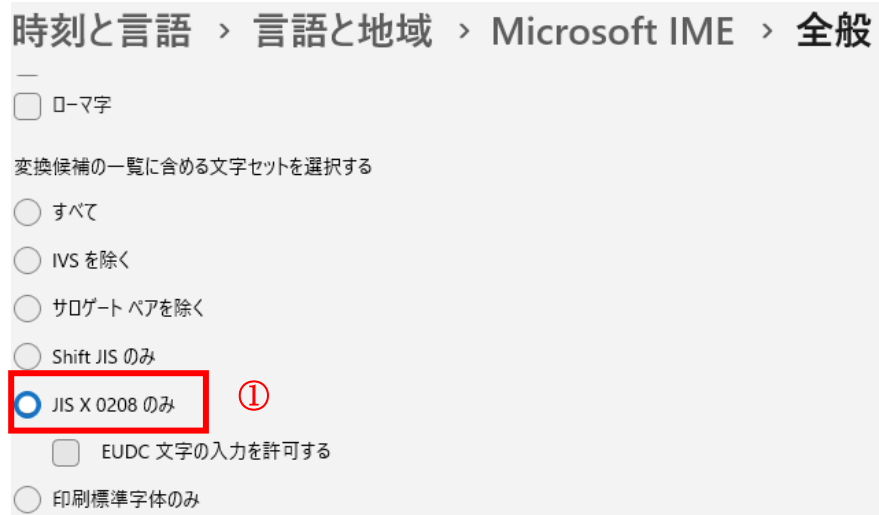 時刻と言語 › 言語と地域 › Microsoft IME › 全般
ローマ字
変換候補の一覧に含める文字セットを選択する
すべて
IVS を除く
サロゲート ペアを除く
Shift JIS のみ
JIS X 0208 のみ ①
EUDC 文字の入力を許可する
印刷標準字体のみ